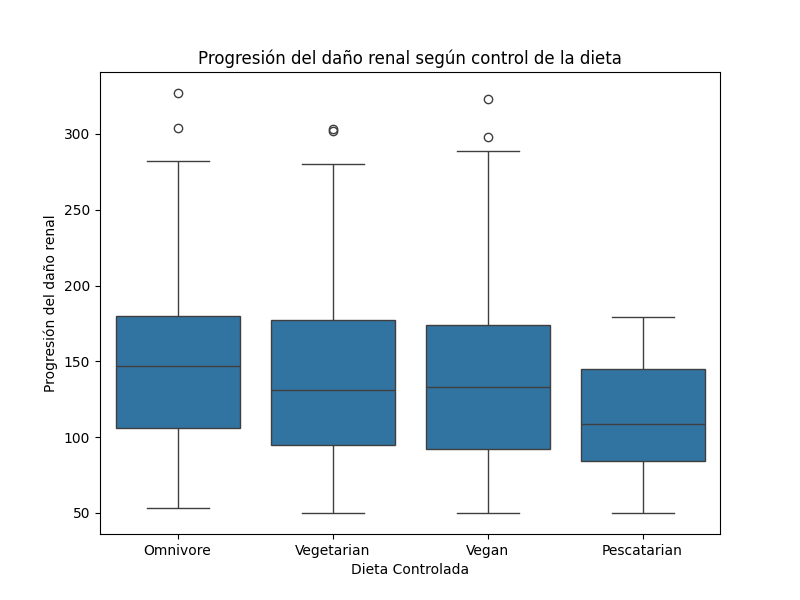 Progresión del daño renal según control de la dieta
Progresión del daño renal
300
250
200
150
100
50
Omnivore Vegetarian Vegan Pescatarian
Dieta Controlada